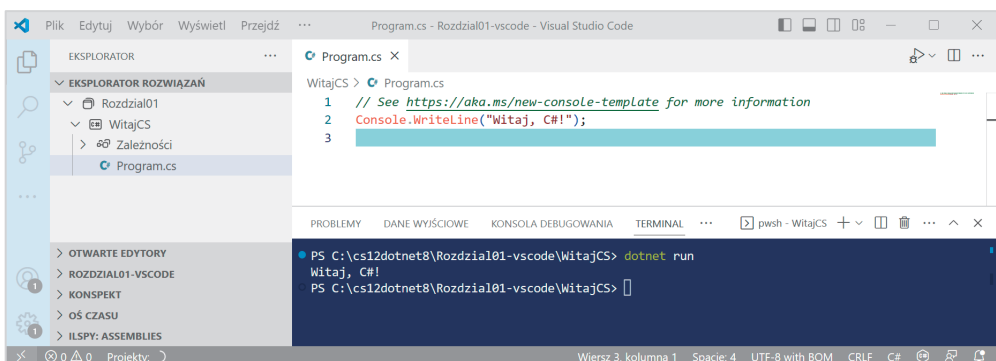 Plik Edytuj Wybór Wyświetl Przejdź ··· Program.cs - Rozdzial01-vscode - Visual Studio Code
EKSPLORATOR ···
EKSPLORATOR ROZWIĄZAŃ
Rozdzial01
WitajCS
Zależności
Program.cs
OTWARTE EDYTORY
ROZDZIAL01-VSCODE
KONSPEKT
OŚ CZASU
ILSPY: ASSEMBLIES
1
1
Program.cs
WitajCS > Program.cs
1 // See https://aka.ms/new-console-template for more information
2 Console.WriteLine("Witaj, C#!");
3
PROBLEMY DANE WYJŚCIOWE KONSOLA DEBUGOWANIA TERMINAL ··· pwsh - WitajCS
PS C:\cs12dotnet8\Rozdzial01-vscode\WitajCS> dotnet run
Witaj, C#!
PS C:\cs12dotnet8\Rozdzial01-vscode\WitajCS>
0 0 Projekty: Wiersz 3, kolumna 1 Spacje: 4 UTF-8 with BOM CRLF C#